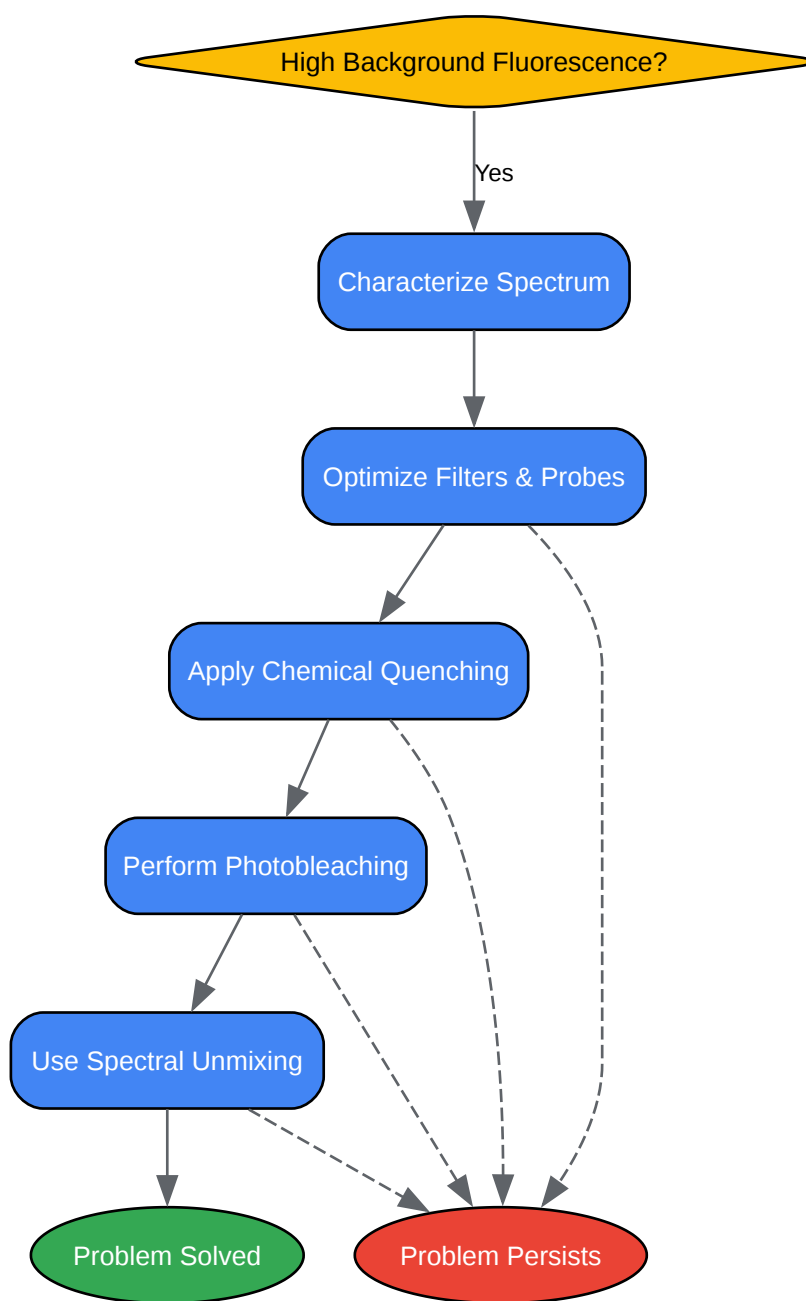 High Background Fluorescence?
Yes
Characterize Spectrum
Optimize Filters & Probes
Apply Chemical Quenching
Perform Photobleaching
Use Spectral Unmixing
Problem Solved
Problem Persists